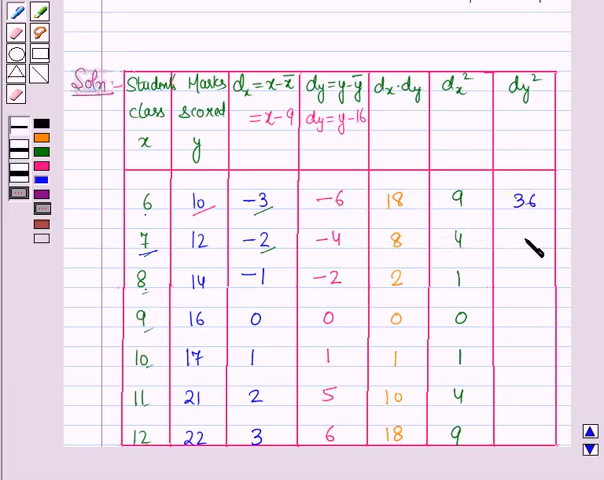 Soln:- Student class x Marks scored y dx = x-x̄ = x-9 dy = y-ȳ dy = y-16 dx.dy dx² dy²
6 10 -3 -6 18 9 36
7 12 -2 -4 8 4
8 14 -1 -2 2 1
9 16 0 0 0 0
10 17 1 1 1 1
11 21 2 5 10 4
12 22 3 6 18 9